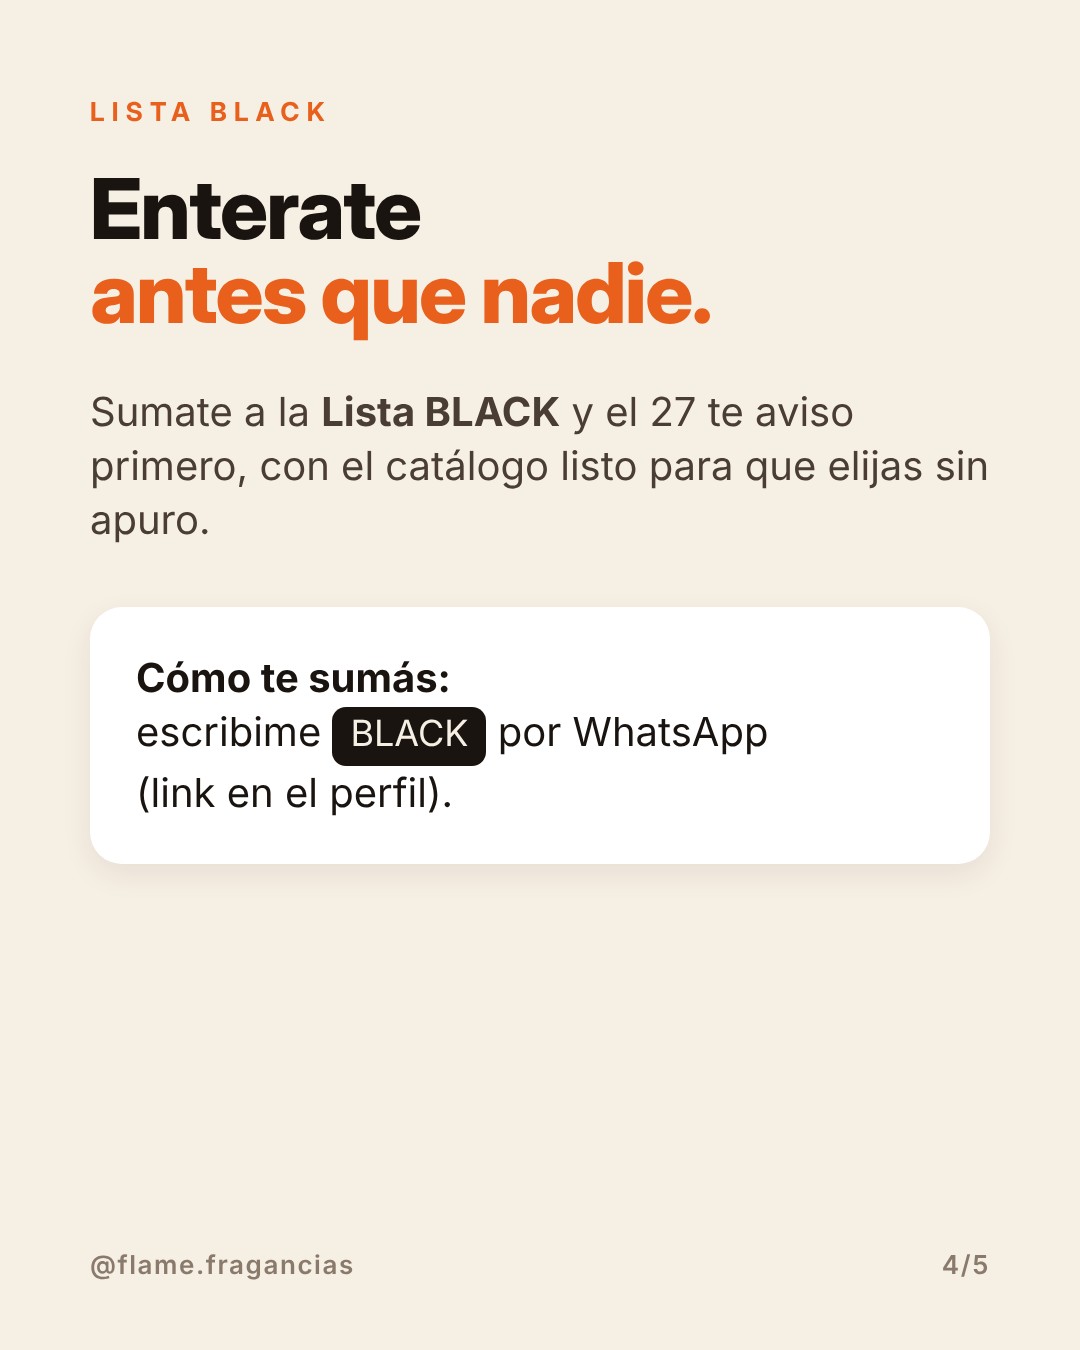 LISTA BLACK
Enterate
antes que nadie.
Sumate a la Lista BLACK y el 27 te aviso
primero, con el catálogo listo para que elijas sin
apuro.
Cómo te sumás:
escribime BLACK por WhatsApp
(link en el perfil).
@flame.fragancias
4/5